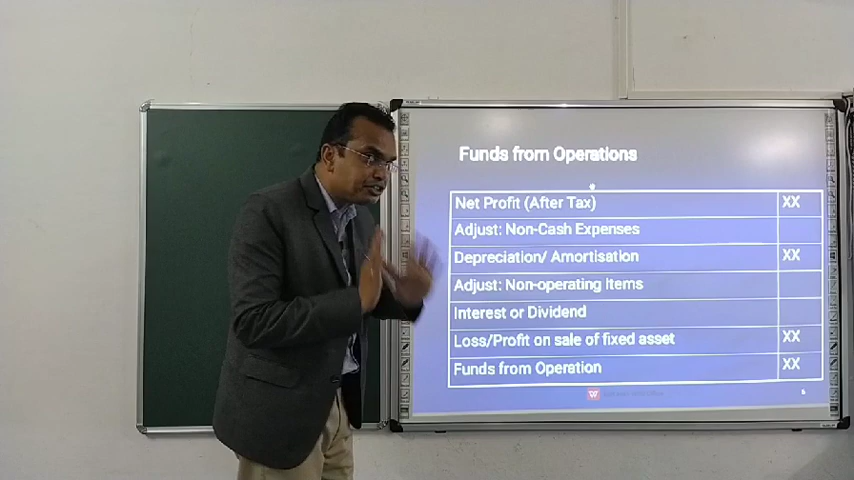 Funds from Operations
Net Profit (After Tax) XX
Adjust: Non-Cash Expenses
Depreciation/ Amortisation XX
Adjust: Non-operating Items
Interest or Dividend
Loss/Profit on sale of fixed asset XX
Funds from Operation XX